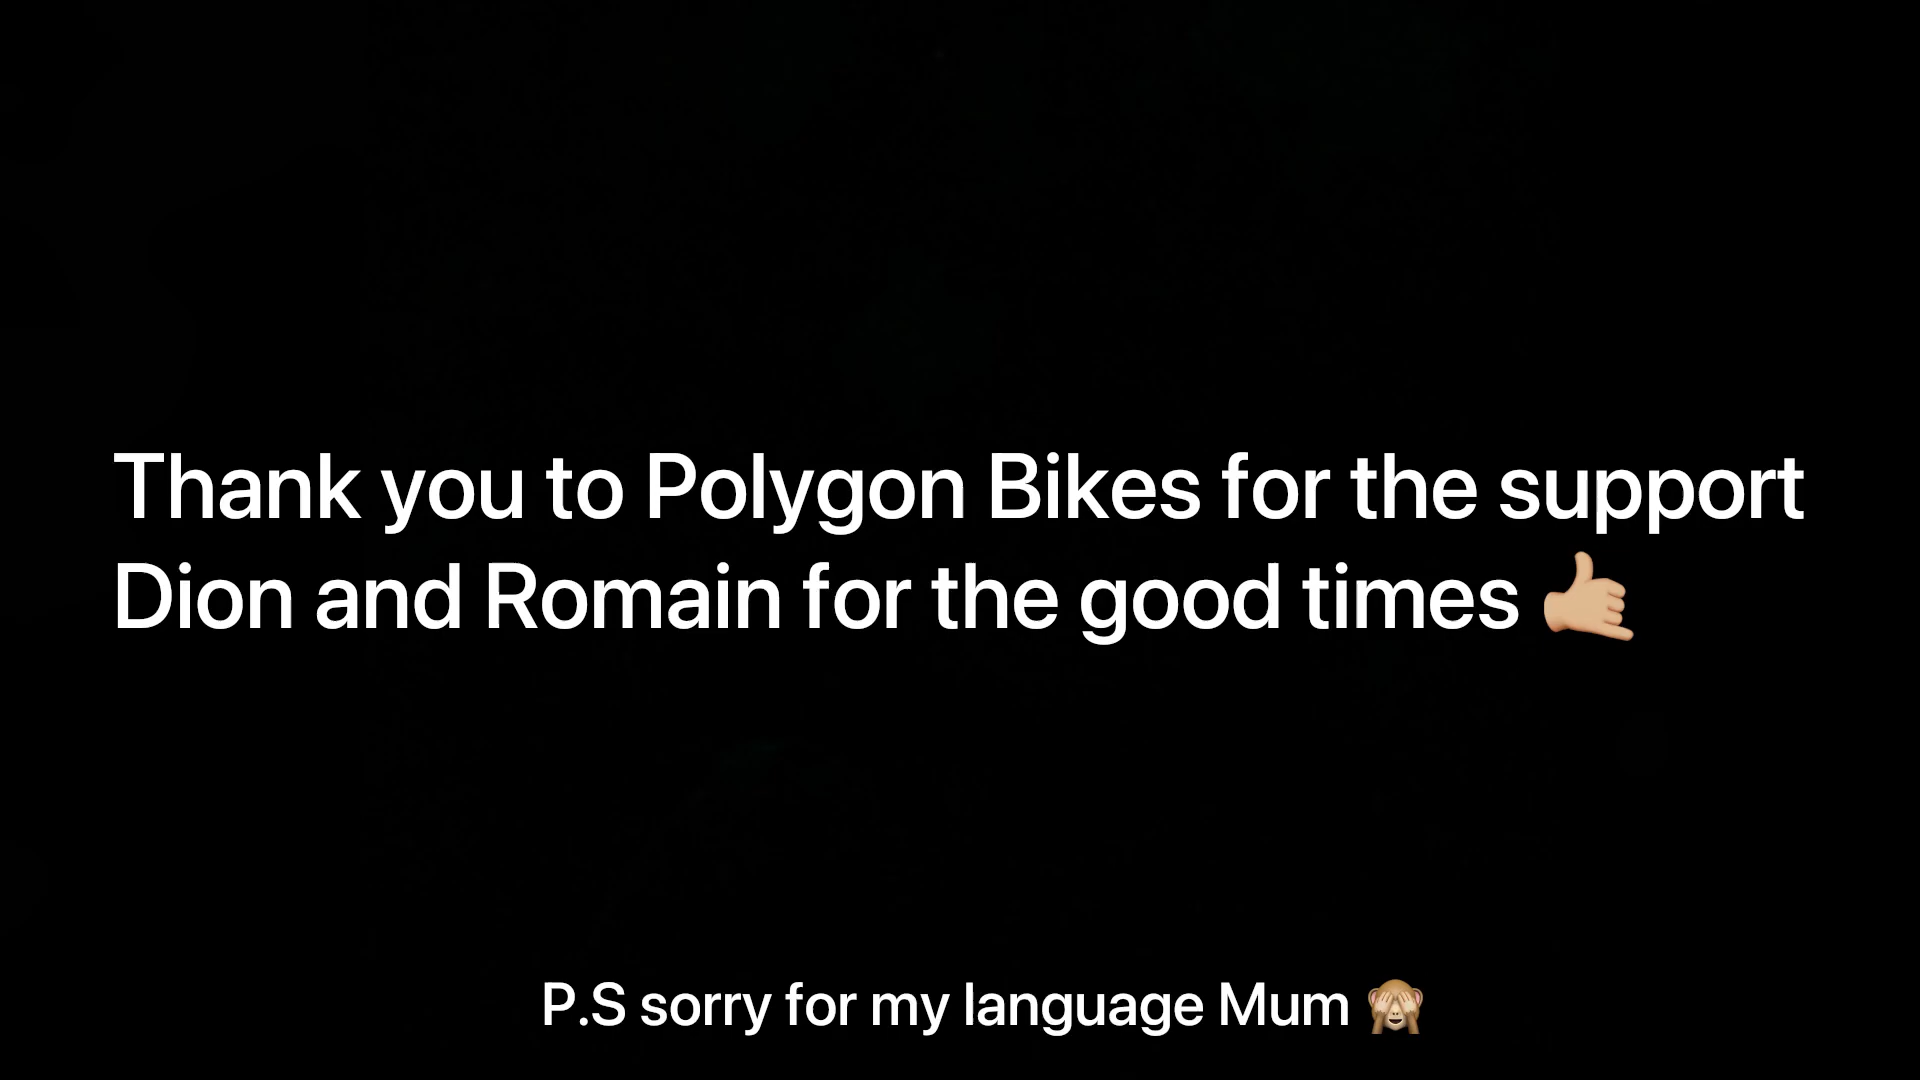 Thank you to Polygon Bikes for the support
Dion and Romain for the good times 🤙🏼
P.S sorry for my language Mum 🙈